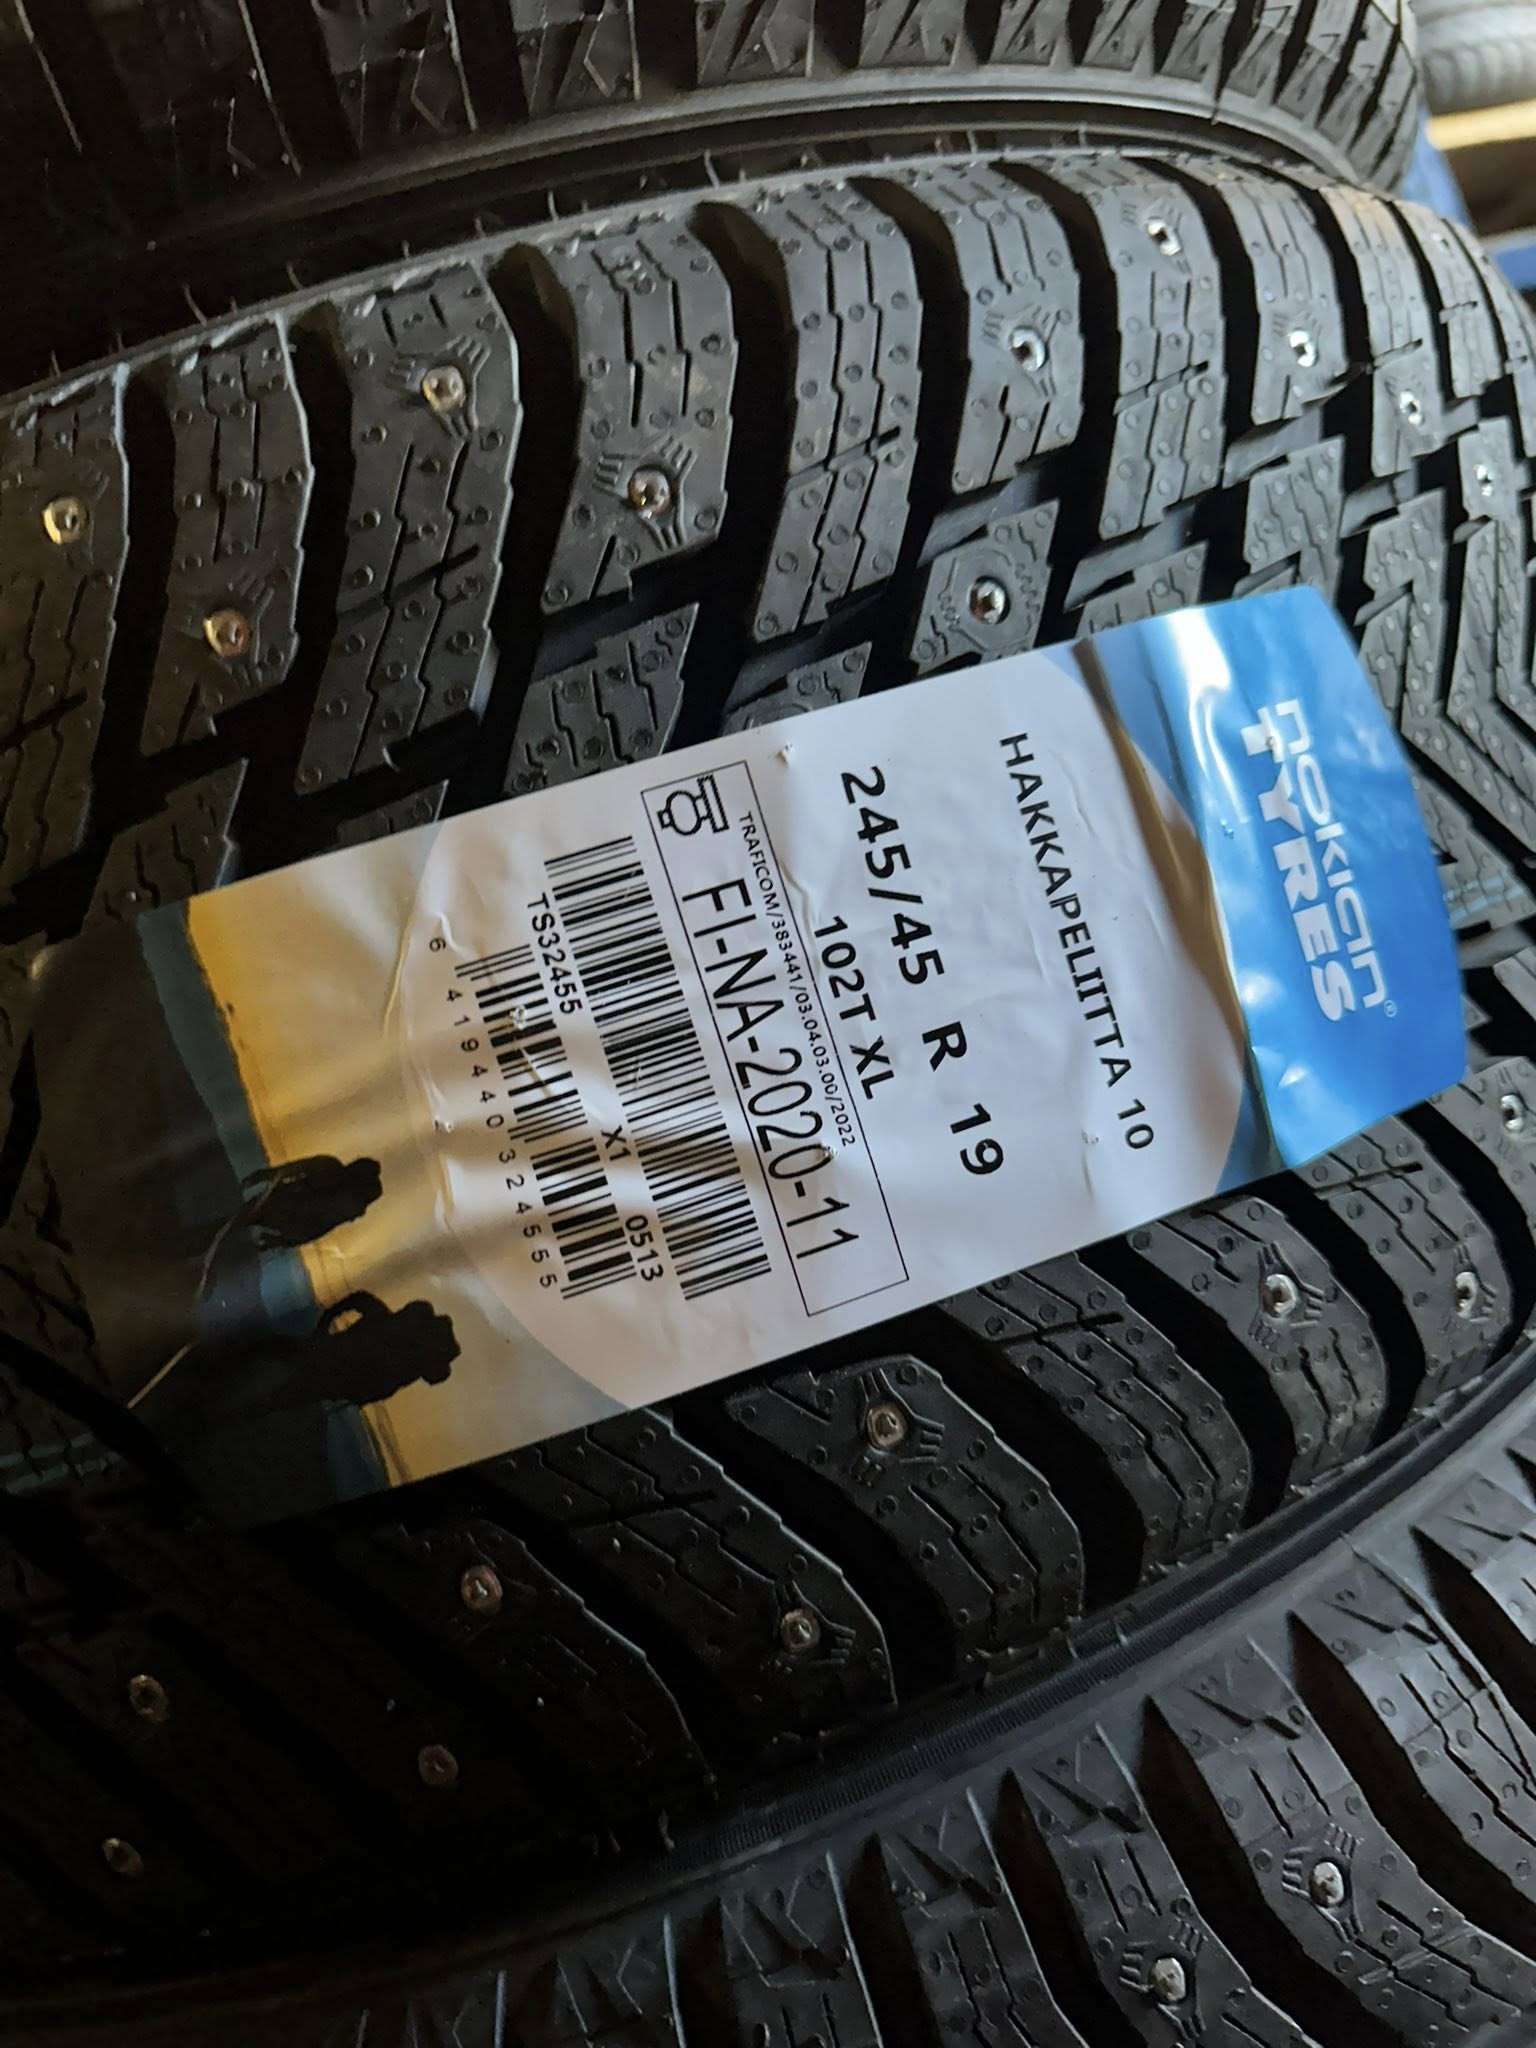 nokian
TYRES®
HAKKAPELIITTA 10
245/45 R 19
102T XL
TRAFICOM/383441/03.04.03.00/2022
FI-NA-2020-11
TS32455 X1 0513
6 419440 324555